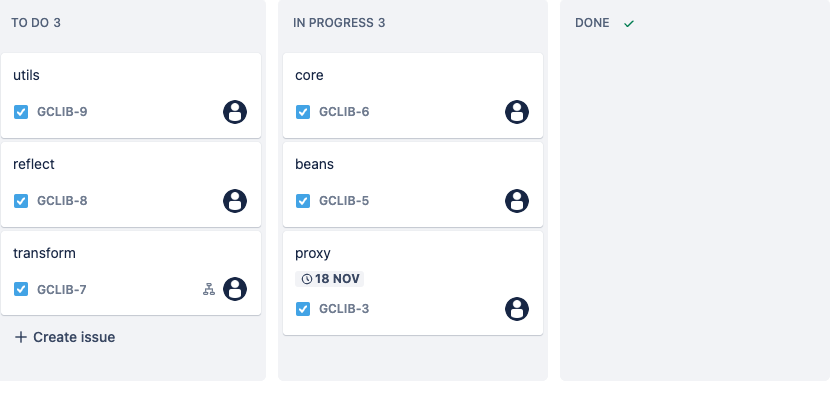 TO DO 3
utils
GCLIB-9
reflect
GCLIB-8
transform
GCLIB-7
+ Create issue
IN PROGRESS 3
core
GCLIB-6
beans
GCLIB-5
proxy
18 NOV
GCLIB-3
DONE